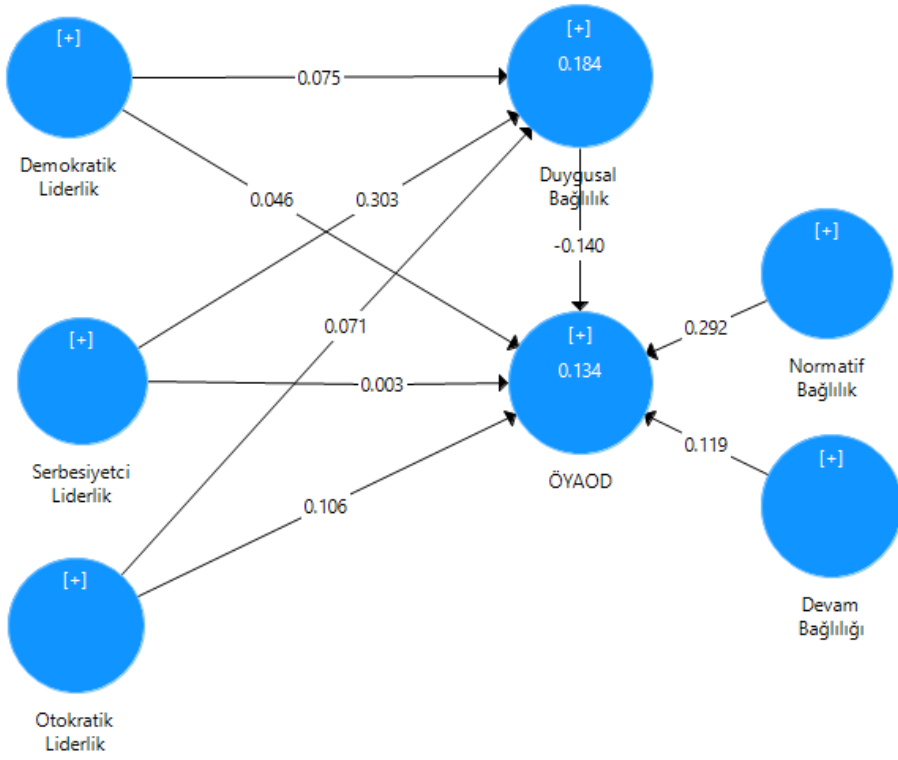 [+]
Demokratik
Liderlik
[+]
0.184
Duygusal
Bağlılık
0.075
0.046
0.303
-0.140
[+]
Normatif
Bağlılık
0.292
[+]
Serbesiyetci
Liderlik
0.071
0.003
[+]
0.134
ÖYAOD
0.119
[+]
Devam
Bağlılığı
0.106
[+]
Otokratik
Liderlik